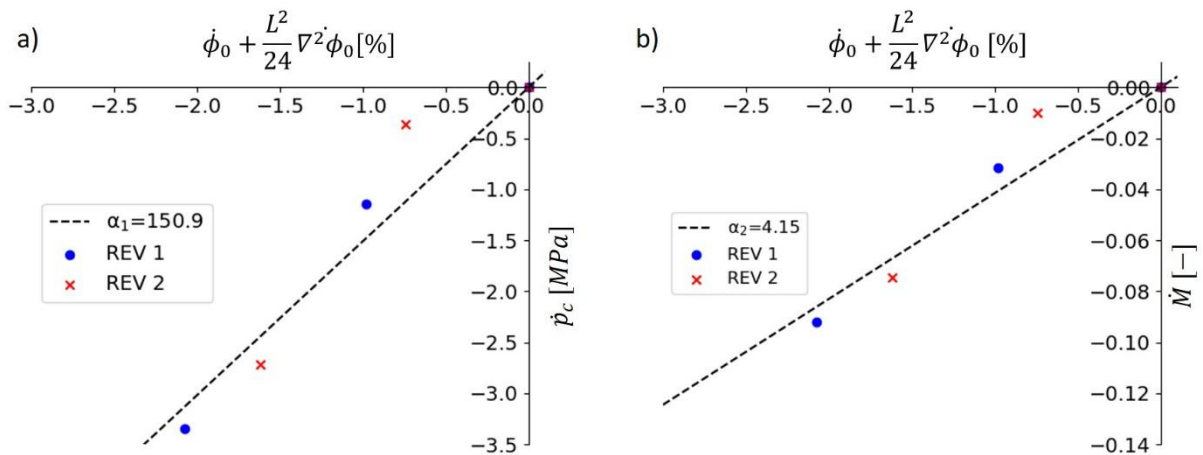 a)
$\dot{\phi}_0 + \frac{L^2}{24} \nabla^2 \dot{\phi}_0 [\%]$
−3.0 −2.5 −2.0 −1.5 −1.0 −0.5 0.0
0.0
−0.5
−1.0
−1.5
−2.0
−2.5
−3.0
−3.5
α₁=150.9
REV 1
REV 2
$\dot{p}_c$ [MPa]
b)
$\dot{\phi}_0 + \frac{L^2}{24} \nabla^2 \dot{\phi}_0$ [%]
−3.0 −2.5 −2.0 −1.5 −1.0 −0.5 0.0
0.00
−0.02
−0.04
−0.06
−0.08
−0.10
−0.12
−0.14
α₂=4.15
REV 1
REV 2
$\dot{M}$ [−]